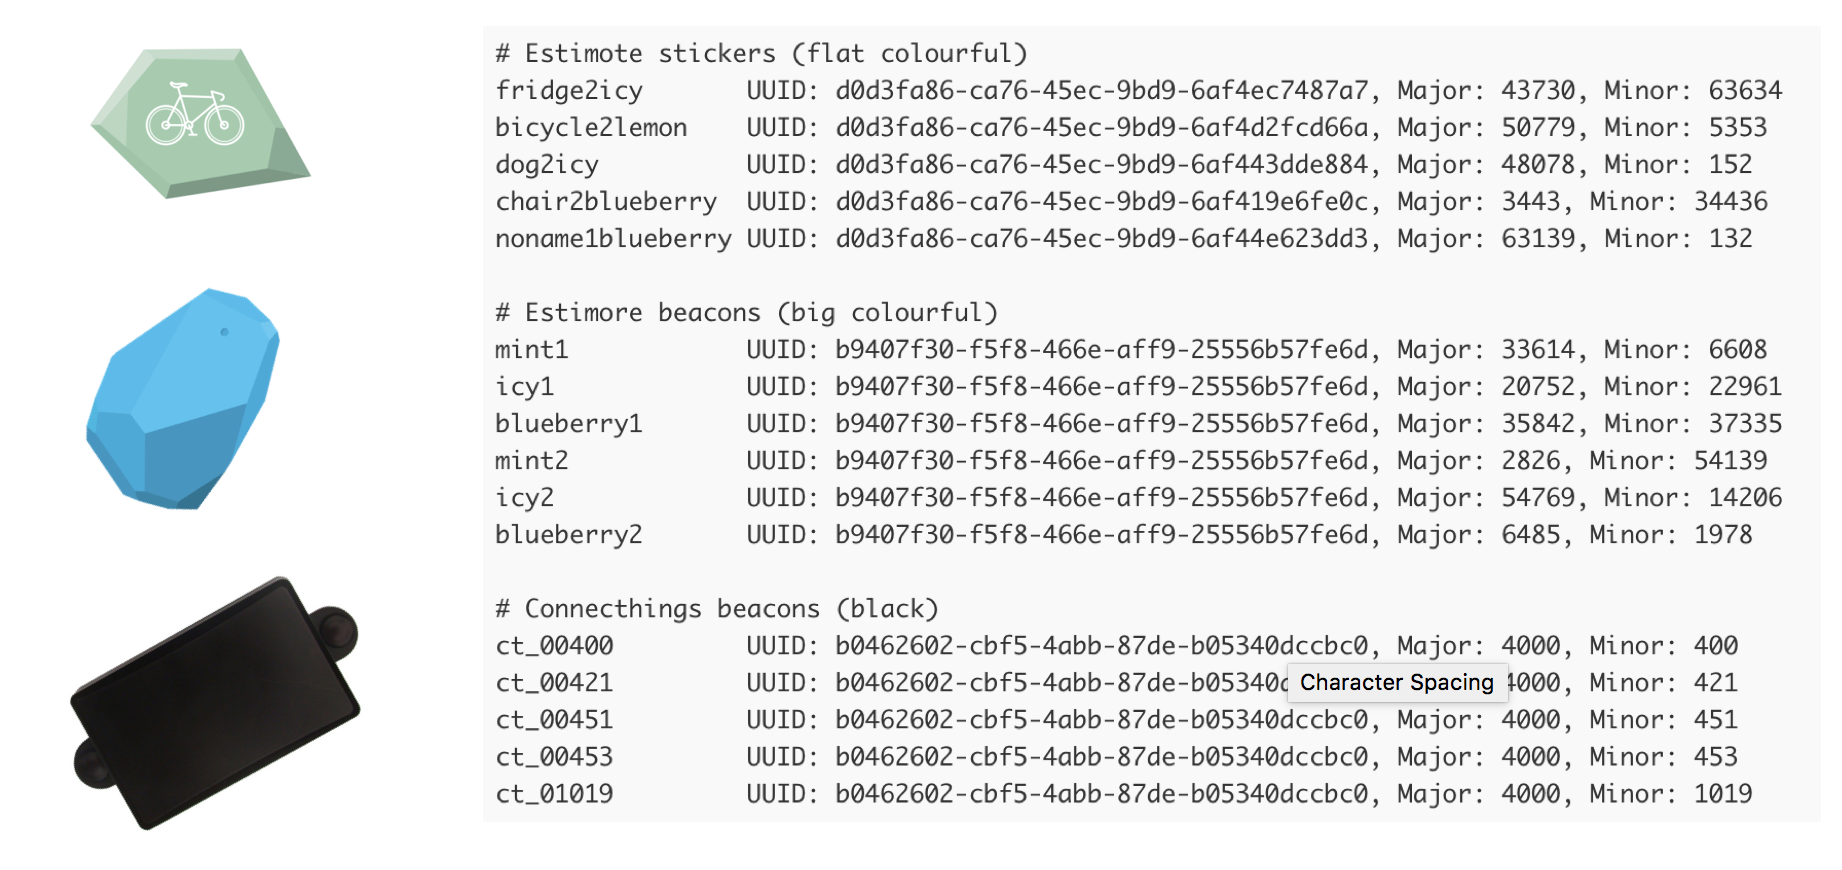 # Estimote stickers (flat colourful)
fridge2icy UUID: d0d3fa86-ca76-45ec-9bd9-6af4ec7487a7, Major: 43730, Minor: 63634
bicycle2lemon UUID: d0d3fa86-ca76-45ec-9bd9-6af4d2fcd66a, Major: 50779, Minor: 5353
dog2icy UUID: d0d3fa86-ca76-45ec-9bd9-6af443dde884, Major: 48078, Minor: 152
chair2blueberry UUID: d0d3fa86-ca76-45ec-9bd9-6af419e6fe0c, Major: 3443, Minor: 34436
noname1blueberry UUID: d0d3fa86-ca76-45ec-9bd9-6af44e623dd3, Major: 63139, Minor: 132
# Estimore beacons (big colourful)
mint1 UUID: b9407f30-f5f8-466e-aff9-25556b57fe6d, Major: 33614, Minor: 6608
icy1 UUID: b9407f30-f5f8-466e-aff9-25556b57fe6d, Major: 20752, Minor: 22961
blueberry1 UUID: b9407f30-f5f8-466e-aff9-25556b57fe6d, Major: 35842, Minor: 37335
mint2 UUID: b9407f30-f5f8-466e-aff9-25556b57fe6d, Major: 2826, Minor: 54139
icy2 UUID: b9407f30-f5f8-466e-aff9-25556b57fe6d, Major: 54769, Minor: 14206
blueberry2 UUID: b9407f30-f5f8-466e-aff9-25556b57fe6d, Major: 6485, Minor: 1978
# Connecthings beacons (black)
ct_00400 UUID: b0462602-cbf5-4abb-87de-b05340dccbc0, Major: 4000, Minor: 400
ct_00421 UUID: b0462602-cbf5-4abb-87de-b05340d Character Spacing 4000, Minor: 421
ct_00451 UUID: b0462602-cbf5-4abb-87de-b05340dccbc0, Major: 4000, Minor: 451
ct_00453 UUID: b0462602-cbf5-4abb-87de-b05340dccbc0, Major: 4000, Minor: 453
ct_01019 UUID: b0462602-cbf5-4abb-87de-b05340dccbc0, Major: 4000, Minor: 1019